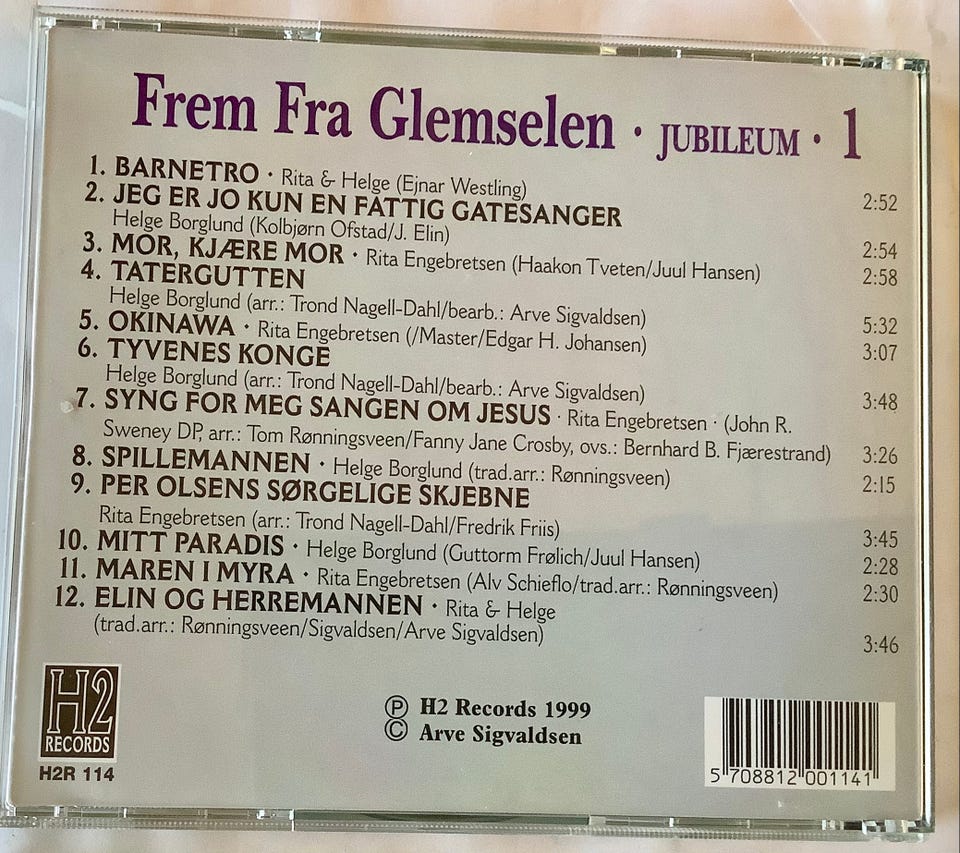 Frem Fra Glemselen · JUBILEUM · 1
1. BARNETRO · Rita & Helge (Ejnar Westling) 2:52
2. JEG ER JO KUN EN FATTIG GATESANGER
Helge Borglund (Kolbjørn Ofstad/J. Elin) 2:54
3. MOR, KJÆRE MOR · Rita Engebretsen (Haakon Tveten/Juul Hansen) 2:58
4. TATERGUTTEN
Helge Borglund (arr.: Trond Nagell-Dahl/bearb.: Arve Sigvaldsen) 5:32
5. OKINAWA · Rita Engebretsen (/Master/Edgar H. Johansen) 3:07
6. TYVENES KONGE
Helge Borglund (arr.: Trond Nagell-Dahl/bearb.: Arve Sigvaldsen) 3:48
7. SYNG FOR MEG SANGEN OM JESUS · Rita Engebretsen · (John R.
Sweney DP, arr.: Tom Rønningsveen/Fanny Jane Crosby, ovs.: Bernhard B. Fjærestrand) 3:26
8. SPILLEMANNEN · Helge Borglund (trad.arr.: Rønningsveen) 2:15
9. PER OLSENS SØRGELIGE SKJEBNE
Rita Engebretsen (arr.: Trond Nagell-Dahl/Fredrik Friis) 3:45
10. MITT PARADIS · Helge Borglund (Guttorm Frølich/Juul Hansen) 2:28
11. MAREN I MYRA · Rita Engebretsen (Alv Schieflo/trad.arr.: Rønningsveen) 2:30
12. ELIN OG HERREMANNEN · Rita & Helge
(trad.arr.: Rønningsveen/Sigvaldsen/Arve Sigvaldsen) 3:46
H2
RECORDS
H2R 114
Ⓟ H2 Records 1999
© Arve Sigvaldsen
5 708812 001141